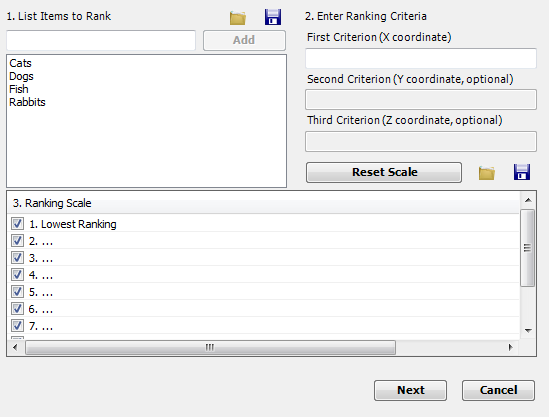 1. List Items to Rank
Add
Cats
Dogs
Fish
Rabbits
2. Enter Ranking Criteria
First Criterion (X coordinate)
Second Criterion (Y coordinate, optional)
Third Criterion (Z coordinate, optional)
Reset Scale
3. Ranking Scale
1. Lowest Ranking
2. ...
3. ...
4. ...
5. ...
6. ...
7. ...
Next
Cancel